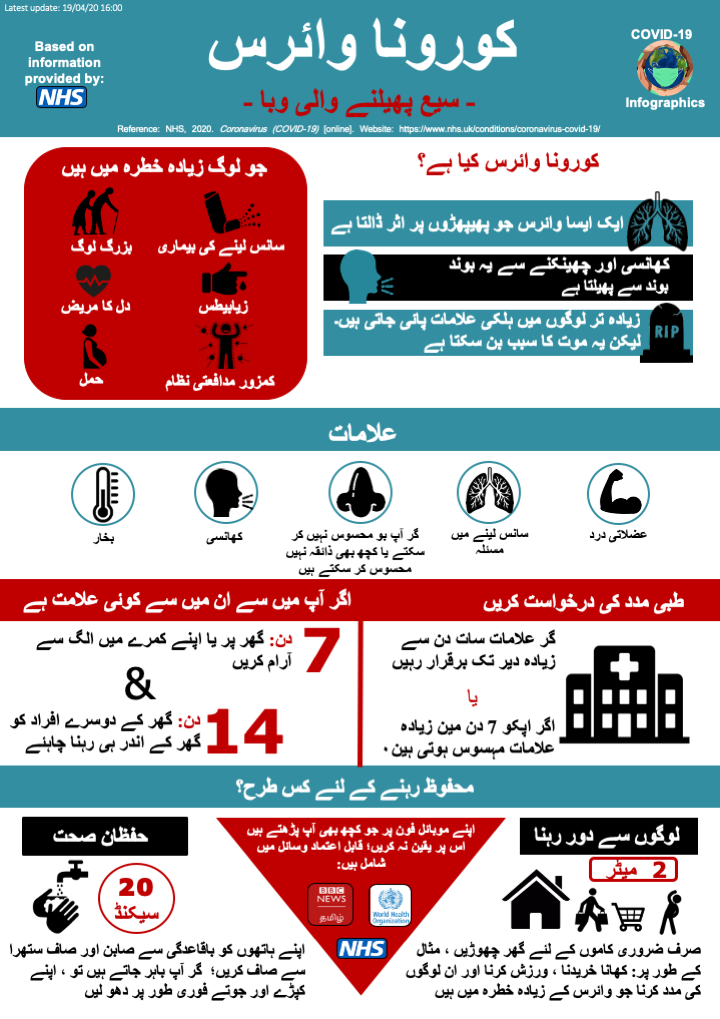 Latest update: 19/04/20 16:00
Based on
information
provided by:
NHS
کورونا وائرس
- سیع پھیلنے والی وبا -
COVID-19
Infographics
Reference: NHS, 2020. Coronavirus (COVID-19) [online]. Website: https://www.nhs.uk/conditions/coronavirus-covid-19/
کورونا وائرس کیا ہے؟
ایک ایسا وائرس جو پھیپھڑوں پر اثر ڈالتا ہے
کھانسی اور چھینکنے سے یہ بوند
بوند سے پھیلتا ہے
زیادہ تر لوگوں میں ہلکی علامات پائی جاتی ہیں۔
لیکن یہ موت کا سبب بن سکتا ہے
RIP
جو لوگ زیادہ خطرہ میں ہیں
سانس لینے کی بیماری
بزرگ لوگ
زیابیطس
دل کا مریض
کمزور مدافعتی نظام
حمل
علامات
عضلاتی درد
سانس لینے میں
مسئلہ
گر آپ بو محسوس نہیں کر
سکتے یا کچھ بھی ذائقہ نہیں
محسوس کر سکتے ہیں
کھانسی
بخار
طبی مدد کی درخواست کریں
گر علامات سات دن سے
زیادہ دیر تک برقرار رہیں
یا
اگر اپکو 7 دن مین زیادہ
علامات مہسوس ہوتی ہین۰
اگر آپ میں سے ان میں سے کوئی علامت ہے
7 دن: گھر پر یا اپنے کمرے میں الگ سے
آرام کریں
&
14 دن: گھر کے دوسرے افراد کو
گھر کے اندر ہی رہنا چاہئے
محفوظ رہنے کے لئے کس طرح؟
لوگوں سے دور رہنا
2 میٹر
صرف ضروری کاموں کے لئے گھر چھوڑیں ، مثال
کے طور پر: کھانا خریدنا ، ورزش کرنا اور ان لوگوں
کی مدد کرنا جو وائرس کے زیادہ خطرہ میں ہیں
اپنے موبائل فون پر جو کچھ بھی آپ پڑھتے ہیں
اس پر یقین نہ کریں؛ قابل اعتماد وسائل میں
شامل ہیں:
BBC
NEWS
தமிழ்
World Health
Organization
NHS
حفظان صحت
20
سیکنڈ
اپنے ہاتھوں کو باقاعدگی سے صابن اور صاف ستھرا
سے صاف کریں؛ گر آپ باہر جاتے ہیں تو ، اپنے
کپڑے اور جوتے فوری طور پر دھو لیں